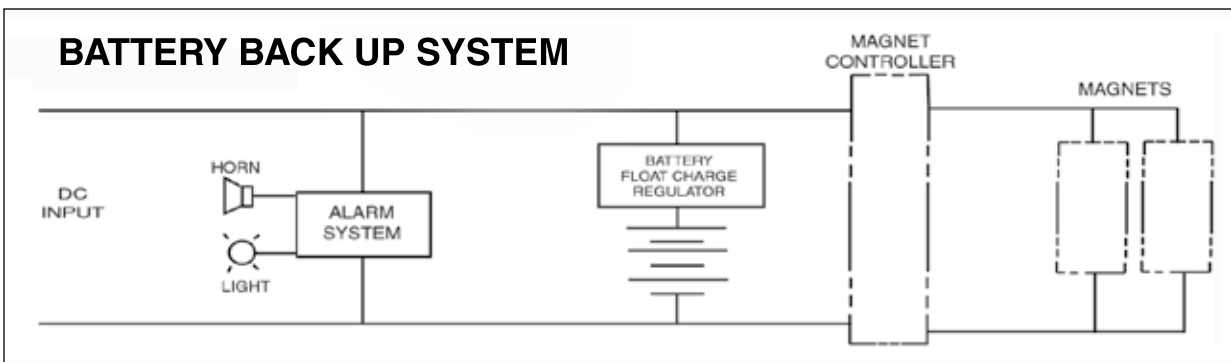 BATTERY BACK UP SYSTEM
MAGNET
CONTROLLER
MAGNETS
HORN
BATTERY
FLOAT CHARGE
REGULATOR
DC
INPUT
ALARM
SYSTEM
LIGHT